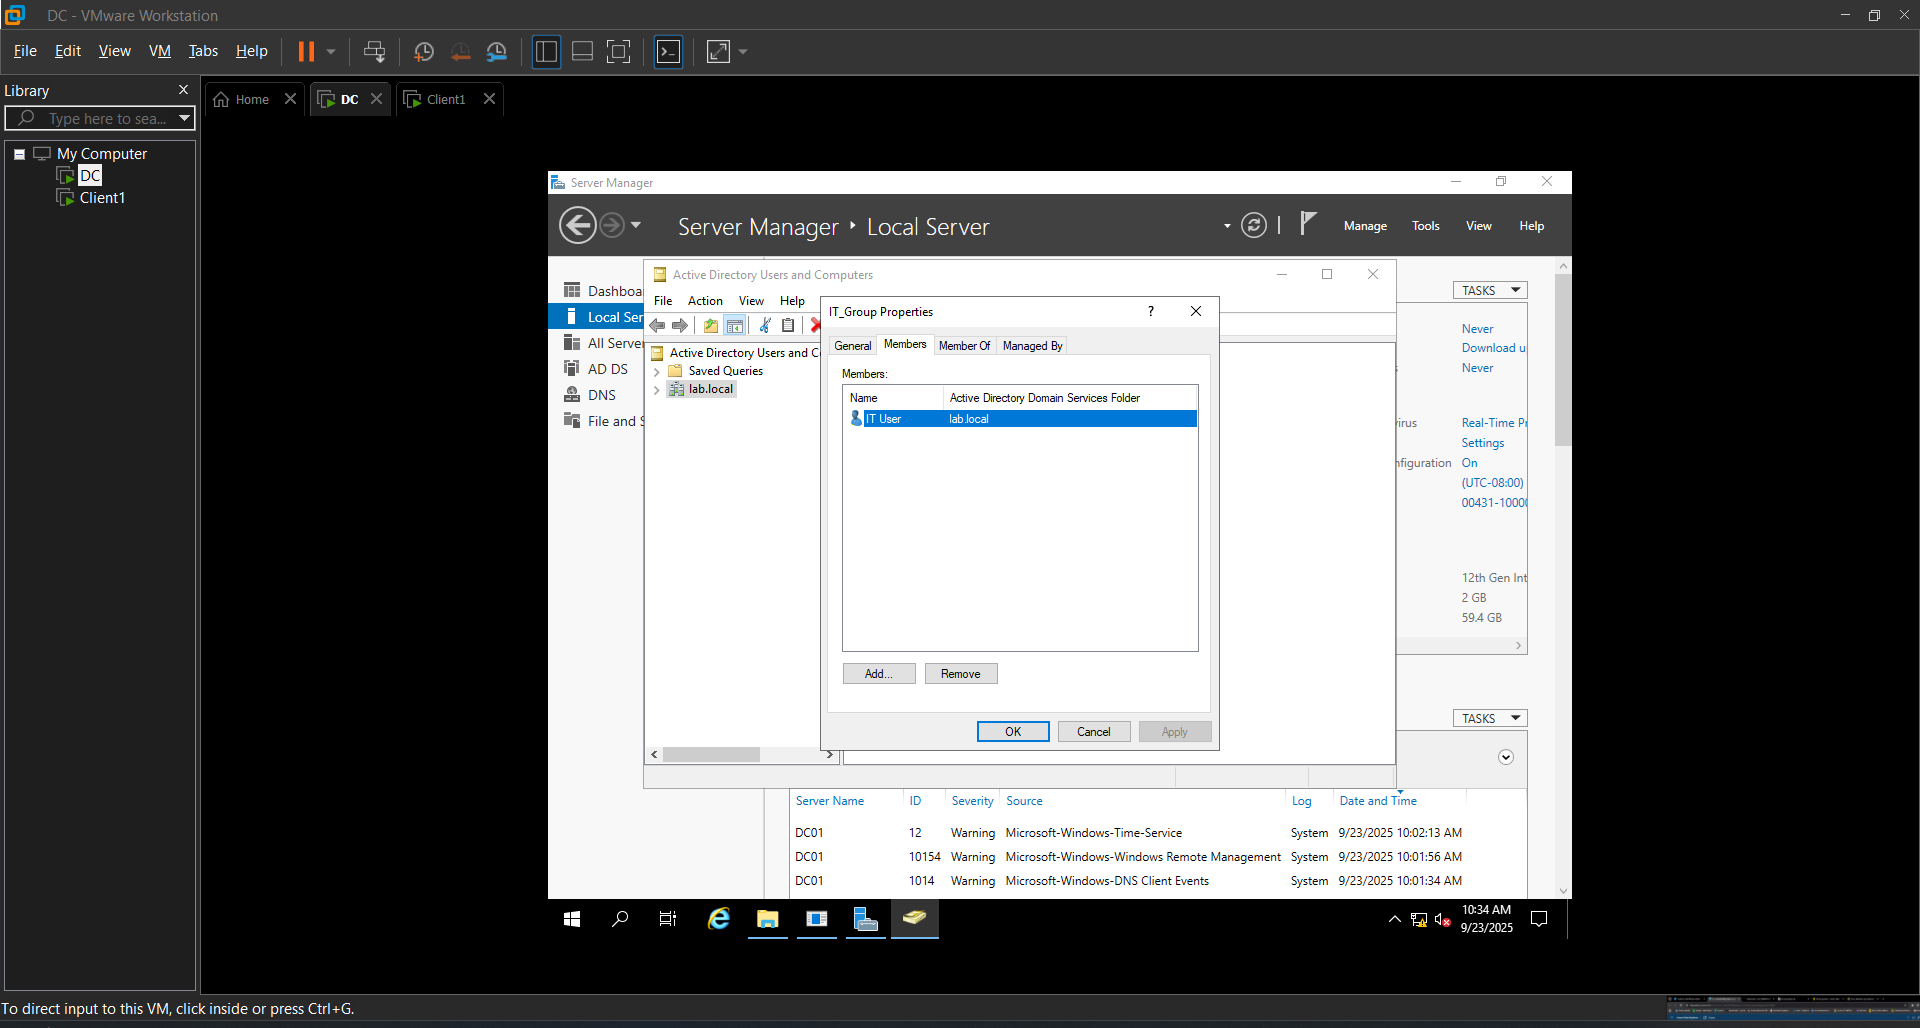 DC - VMware Workstation
File Edit View VM Tabs Help
Library
Type here to sea...
My Computer
DC
Client1
Home
DC
Client1
Server Manager
Server Manager Local Server
Manage Tools View Help
Dashboa
Local Ser
All Server
AD DS
DNS
File and S
Active Directory Users and Computers
File Action View Help
Active Directory Users and C
Saved Queries
lab.local
IT_Group Properties
?
General Members Member Of Managed By
Members:
Name Active Directory Domain Services Folder
IT User lab.local
Add... Remove
OK Cancel Apply
TASKS
Never
Download u
Never
irus Real-Time Pr
Settings
figuration On
(UTC-08:00)
00431-1000
12th Gen Int
2 GB
59.4 GB
TASKS
Server Name ID Severity Source Log Date and Time
DC01 12 Warning Microsoft-Windows-Time-Service System 9/23/2025 10:02:13 AM
DC01 10154 Warning Microsoft-Windows-Windows Remote Management System 9/23/2025 10:01:56 AM
DC01 1014 Warning Microsoft-Windows-DNS Client Events System 9/23/2025 10:01:34 AM
10:34 AM
9/23/2025
To direct input to this VM, click inside or press Ctrl+G.